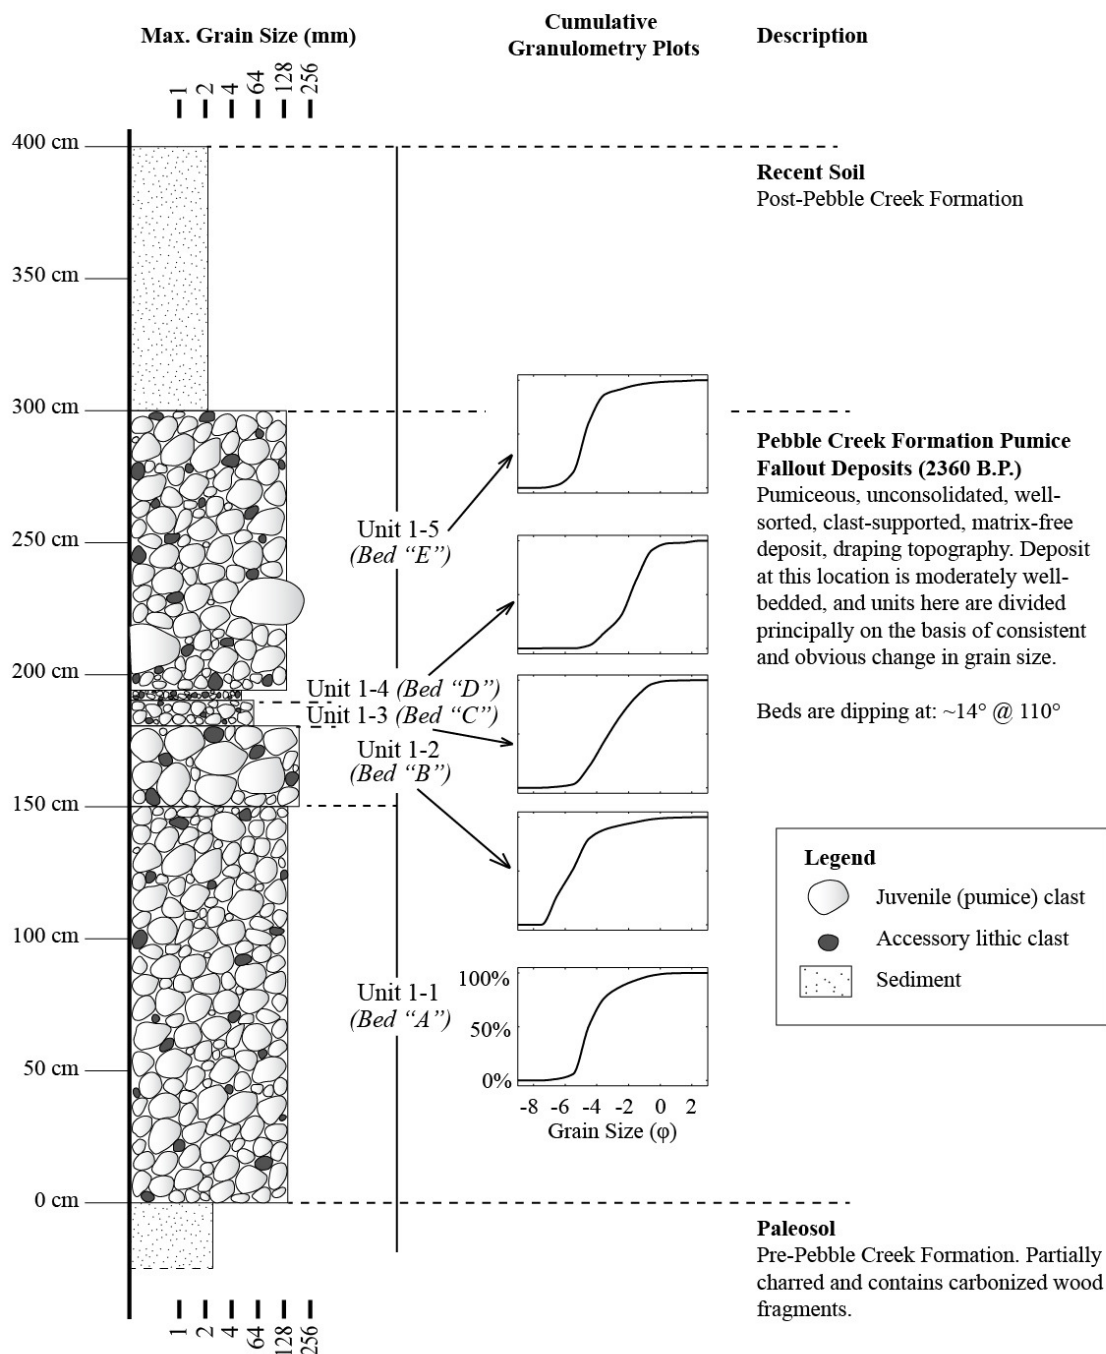 Max. Grain Size (mm)
Cumulative
Granulometry Plots
Description
1
2
4
64
128
256
400 cm
Recent Soil
Post-Pebble Creek Formation
350 cm
300 cm
Pebble Creek Formation Pumice
Fallout Deposits (2360 B.P.)
Pumiceous, unconsolidated, well-
sorted, clast-supported, matrix-free
deposit, draping topography. Deposit
at this location is moderately well-
bedded, and units here are divided
principally on the basis of consistent
and obvious change in grain size.
Beds are dipping at: ~14° @ 110°
Unit 1-5
(Bed “E”)
250 cm
200 cm
Unit 1-4 (Bed “D”)
Unit 1-3 (Bed “C”)
Unit 1-2
(Bed “B”)
150 cm
Legend
Juvenile (pumice) clast
Accessory lithic clast
Sediment
100 cm
Unit 1-1
(Bed “A”)
100%
50%
0%
-8 -6 -4 -2 0 2
Grain Size (φ)
50 cm
0 cm
Paleosol
Pre-Pebble Creek Formation. Partially
charred and contains carbonized wood
fragments.
1
2
4
64
128
256